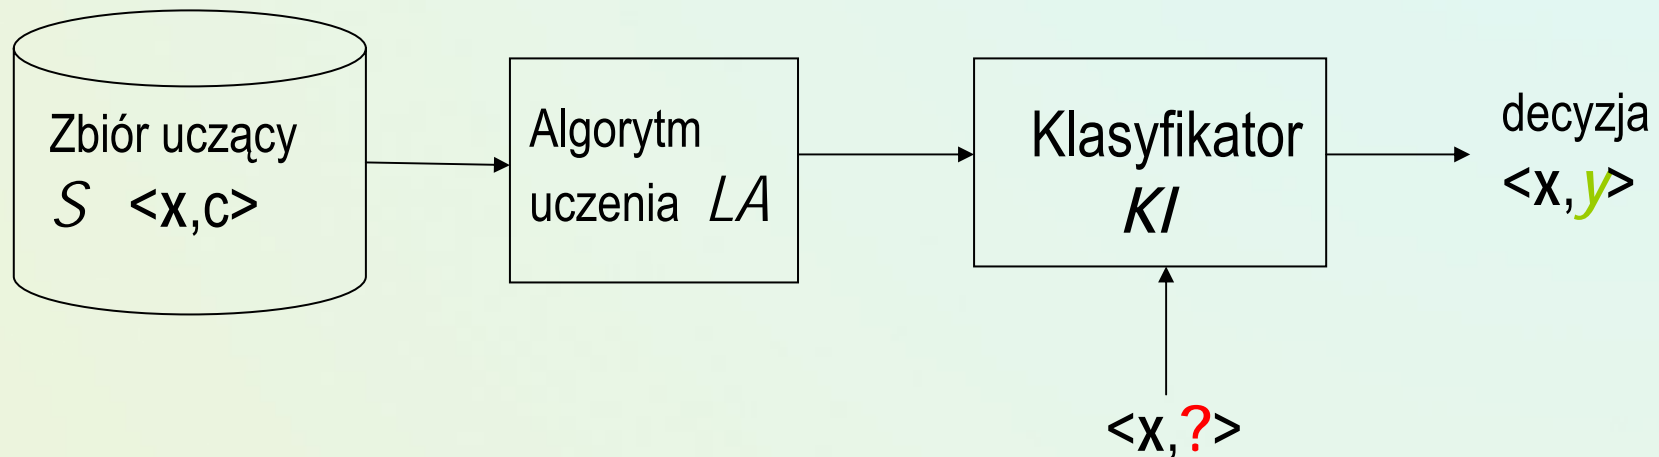 Zbiór uczący
S <x,c>
Algorytm
uczenia LA
Klasyfikator
Kl
decyzja
<x,y>
<x,?>